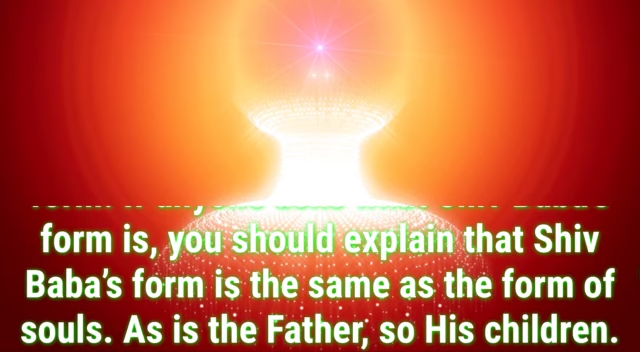 form is, you should explain that Shiv
Baba’s form is the same as the form of
souls. As is the Father, so His children.